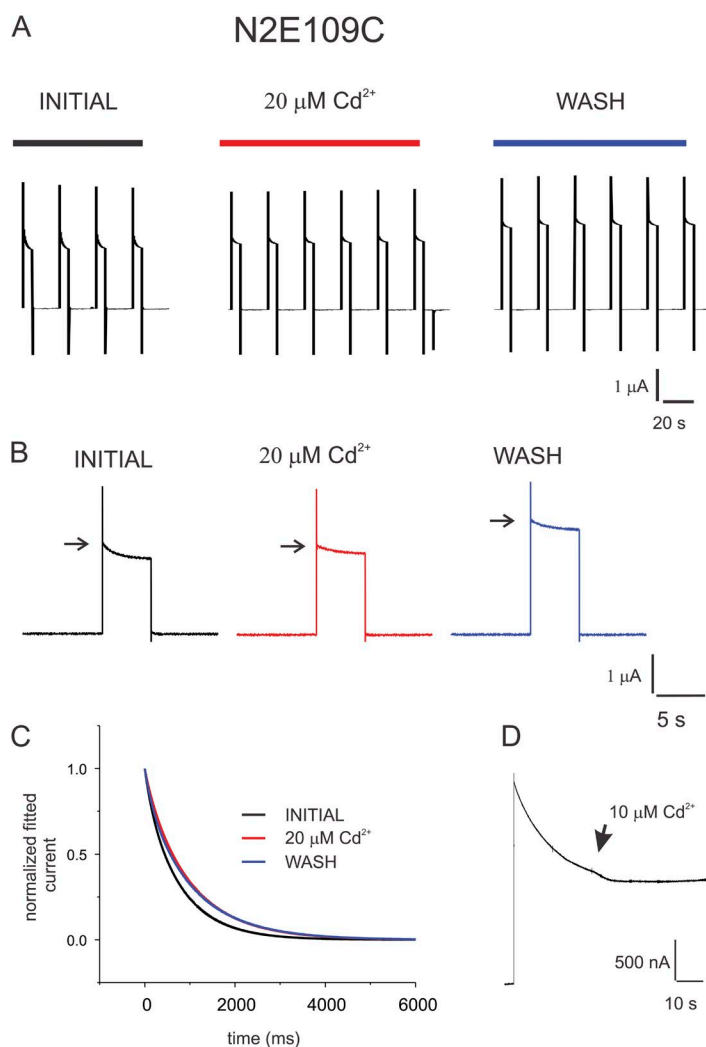 A
N2E109C
INITIAL
20 μM Cd²⁺
WASH
1 μA
20 s
B
INITIAL
20 μM Cd²⁺
WASH
1 μA
5 s
C
normalized fitted
current
1.0
0.5
0.0
INITIAL
20 μM Cd²⁺
WASH
0
2000
4000
6000
time (ms)
D
10 μM Cd²⁺
500 nA
10 s